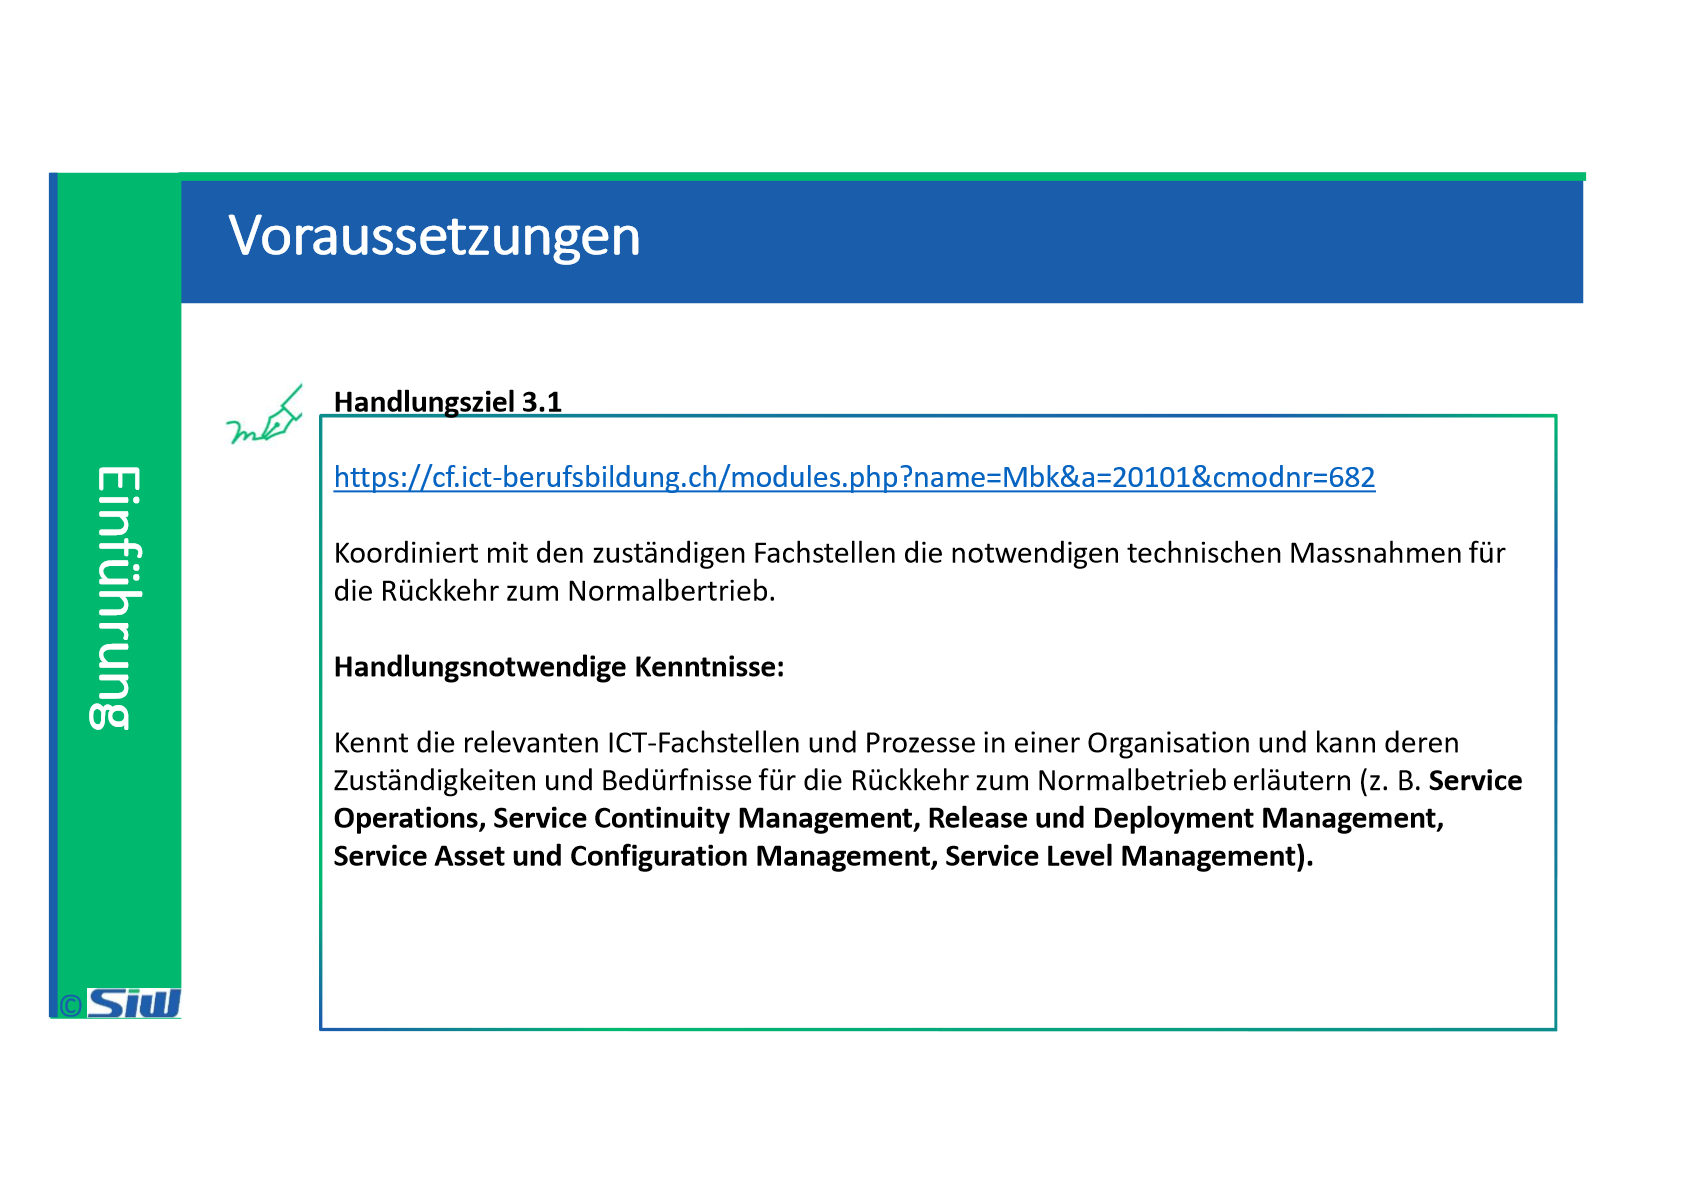 Voraussetzungen
Einführung
Handlungsziel 3.1
https://cf.ict-berufsbildung.ch/modules.php?name=Mbk&a=20101&cmodnr=682
Koordiniert mit den zuständigen Fachstellen die notwendigen technischen Massnahmen für
die Rückkehr zum Normalbertrieb.
Handlungsnotwendige Kenntnisse:
Kennt die relevanten ICT-Fachstellen und Prozesse in einer Organisation und kann deren
Zuständigkeiten und Bedürfnisse für die Rückkehr zum Normalbetrieb erläutern (z. B. Service
Operations, Service Continuity Management, Release und Deployment Management,
Service Asset und Configuration Management, Service Level Management).
© SiW